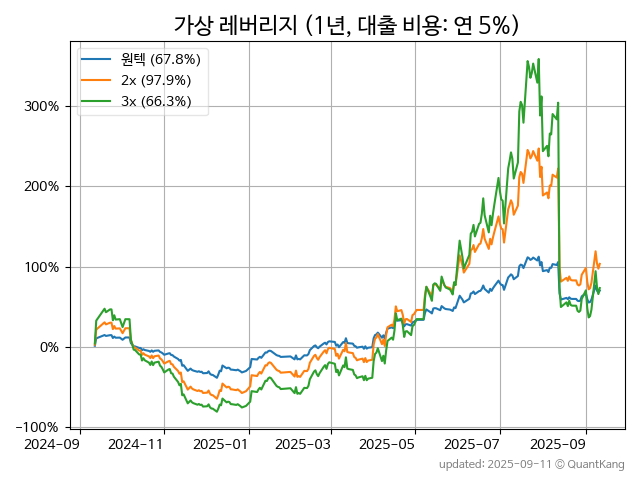 가상 레버리지 (1년, 대출 비용: 연 5%)
원텍 (67.8%)
2x (97.9%)
3x (66.3%)
300%
200%
100%
0%
−100%
2024-09 2024-11 2025-01 2025-03 2025-05 2025-07 2025-09
updated: 2025-09-11 © QuantKang